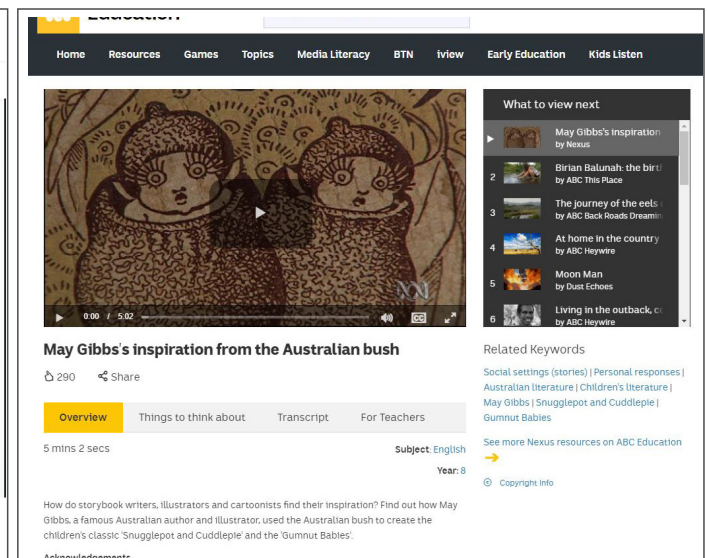 Education
Home Resources Games Topics Media Literacy BTN iview Early Education Kids Listen
0:00 / 5:02
CC
May Gibbs's inspiration from the Australian bush
290 Share
Overview Things to think about Transcript For Teachers
5 mins 2 secs
Subject: English
Year: 8
How do storybook writers, illustrators and cartoonists find their inspiration? Find out how May
Gibbs, a famous Australian author and illustrator, used the Australian bush to create the
children's classic 'Snugglepot and Cuddlepie' and the 'Gumnut Babies'.
Acknowledgements
What to view next
May Gibbs's inspiration
by Nexus
2 Birian Balunah: the birth
by ABC This Place
3 The journey of the eels
by ABC Back Roads Dreamin
4 At home in the country
by ABC Heywire
5 Moon Man
by Dust Echoes
6 Living in the outback, co
by ABC Heywire
Related Keywords
Social settings (stories) | Personal responses |
Australian literature | Children's literature |
May Gibbs | Snugglepot and Cuddlepie |
Gumnut Babies
See more Nexus resources on ABC Education
→
© Copyright Info